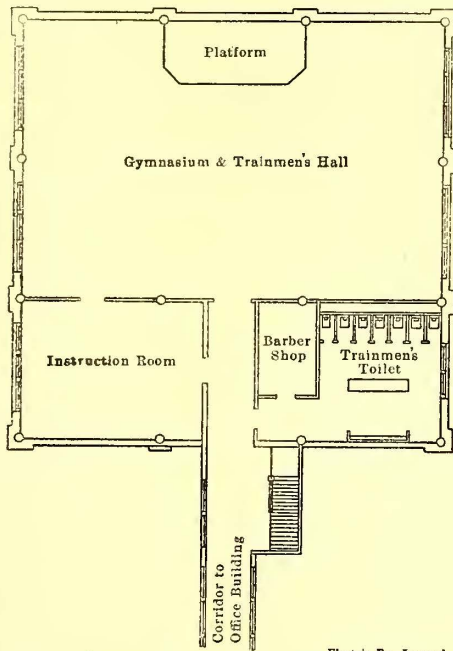 Platform
Gymnasium & Trainmen's Hall
Instruction Room
Barber
Shop
Trainmen's
Toilet
Corridor to
Office Building